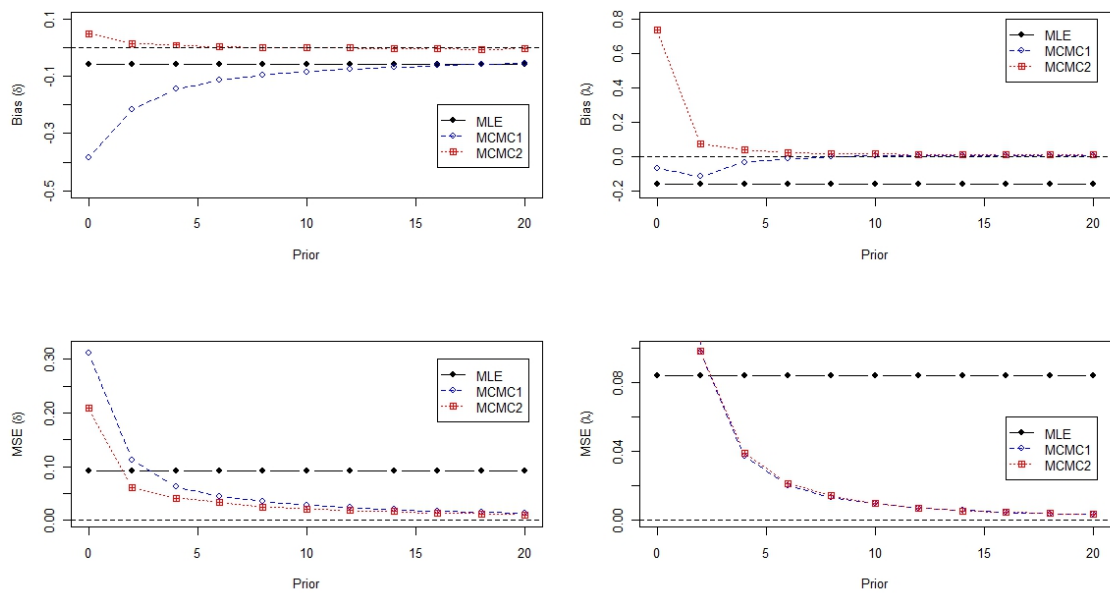 0.1
-0.1
-0.3
-0.5
Bias (δ)
MLE
MCMC1
MCMC2
0
5
10
15
20
Prior
0.8
0.6
0.4
0.2
0.0
-0.2
Bias (λ)
MLE
MCMC1
MCMC2
0
5
10
15
20
Prior
0.30
0.20
0.10
0.00
MSE (δ)
MLE
MCMC1
MCMC2
0
5
10
15
20
Prior
0.08
0.04
0.00
MSE (λ)
MLE
MCMC1
MCMC2
0
5
10
15
20
Prior